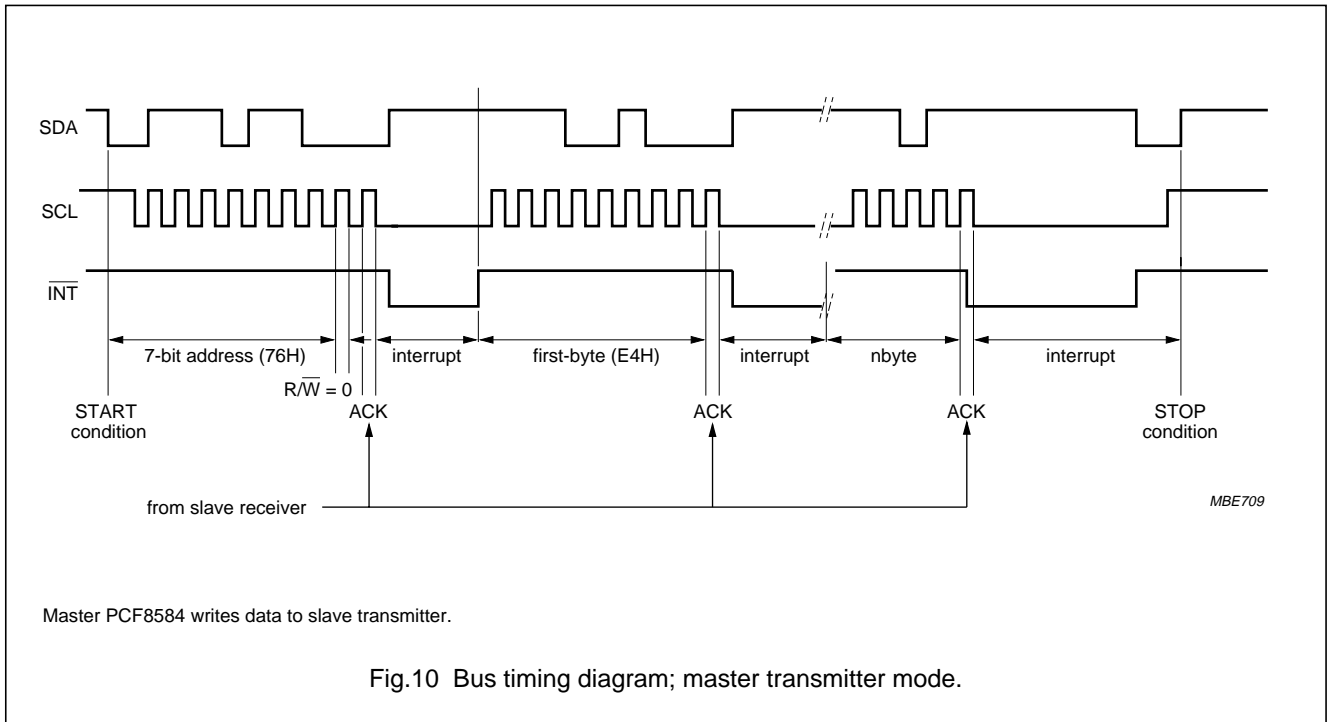 SDA
SCL
INT
7-bit address (76H)
interrupt
first-byte (E4H)
interrupt
nbyte
interrupt
R/W = 0
START
condition
ACK
ACK
ACK
STOP
condition
from slave receiver
MBE709
Master PCF8584 writes data to slave transmitter.
Fig.10 Bus timing diagram; master transmitter mode.